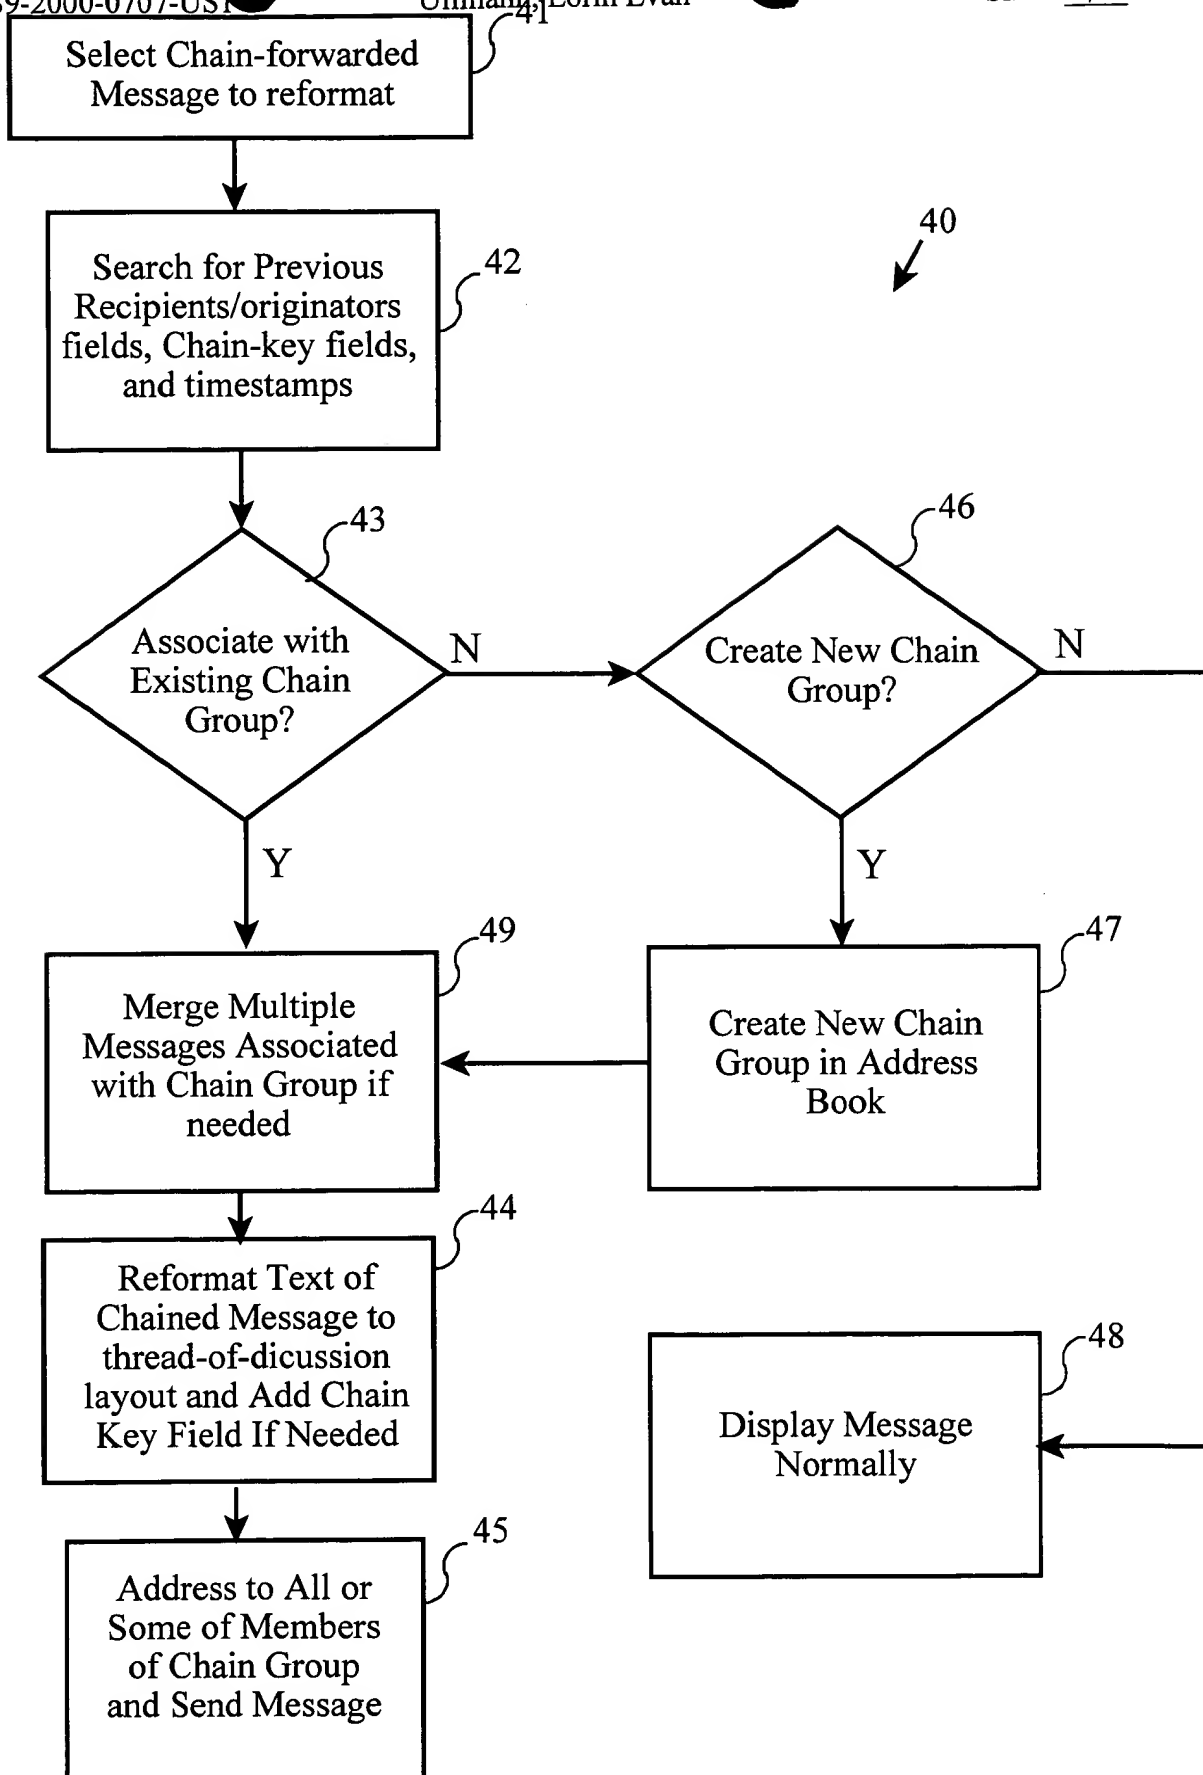 Select Chain-forwarded
Message to reformat
41
40
Search for Previous
Recipients/originators
fields, Chain-key fields,
and timestamps
42
43
Associate with
Existing Chain
Group?
N
46
Create New Chain
Group?
N
Y
Y
49
Merge Multiple
Messages Associated
with Chain Group if
needed
47
Create New Chain
Group in Address
Book
44
Reformat Text of
Chained Message to
thread-of-dicussion
layout and Add Chain
Key Field If Needed
48
Display Message
Normally
45
Address to All or
Some of Members
of Chain Group
and Send Message